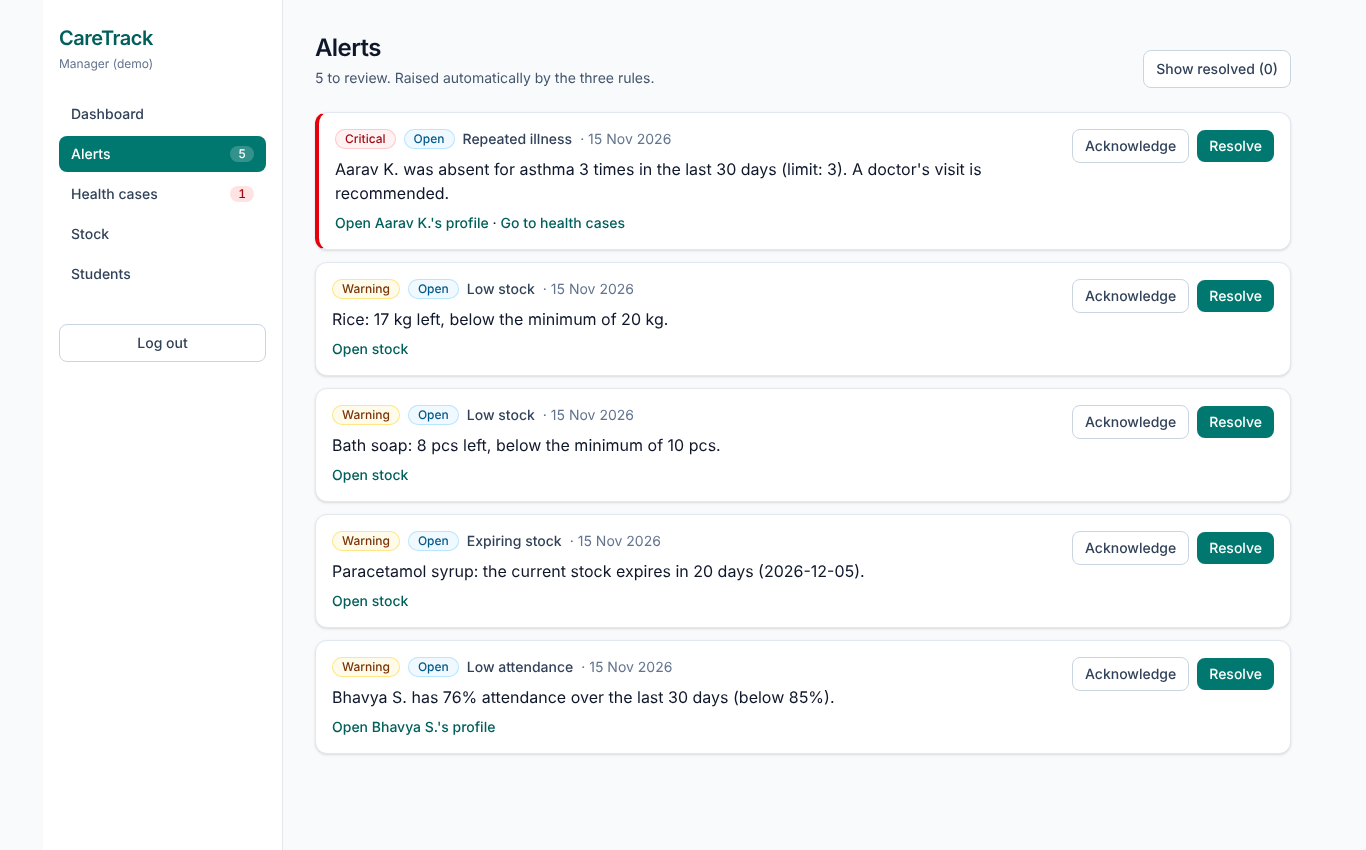 CareTrack
Manager (demo)
Dashboard
Alerts 5
Health cases 1
Stock
Students
Log out
Alerts
5 to review. Raised automatically by the three rules.
Show resolved (0)
Critical Open Repeated illness · 15 Nov 2026
Acknowledge Resolve
Aarav K. was absent for asthma 3 times in the last 30 days (limit: 3). A doctor's visit is
recommended.
Open Aarav K.'s profile · Go to health cases
Warning Open Low stock · 15 Nov 2026
Acknowledge Resolve
Rice: 17 kg left, below the minimum of 20 kg.
Open stock
Warning Open Low stock · 15 Nov 2026
Acknowledge Resolve
Bath soap: 8 pcs left, below the minimum of 10 pcs.
Open stock
Warning Open Expiring stock · 15 Nov 2026
Acknowledge Resolve
Paracetamol syrup: the current stock expires in 20 days (2026-12-05).
Open stock
Warning Open Low attendance · 15 Nov 2026
Acknowledge Resolve
Bhavya S. has 76% attendance over the last 30 days (below 85%).
Open Bhavya S.'s profile